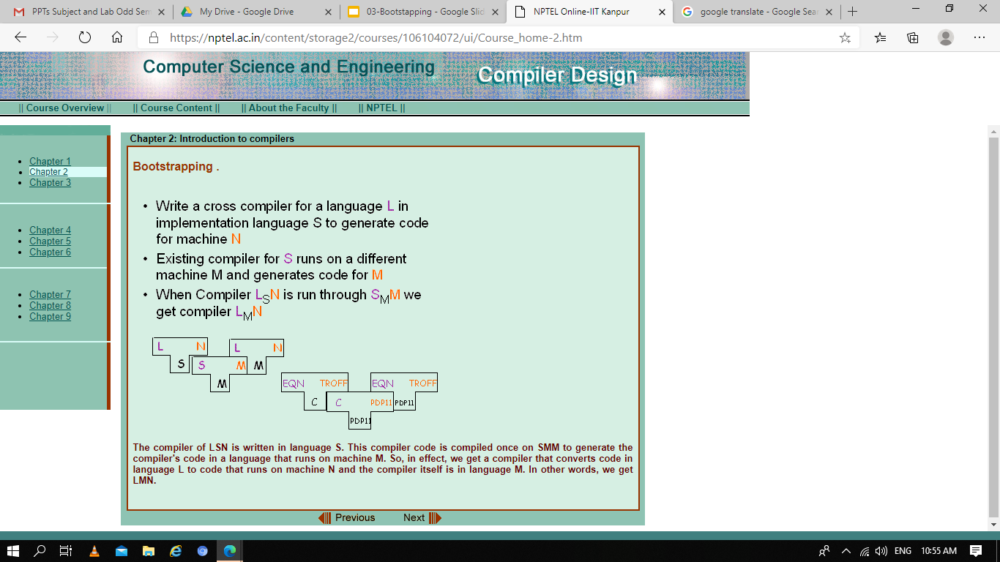 PPTs Subject and Lab Odd Sem
My Drive - Google Drive
03-Bootstapping - Google Slid
NPTEL Online-IIT Kanpur
google translate - Google Sear
https://nptel.ac.in/content/storage2/courses/106104072/ui/Course_home-2.htm
Computer Science and Engineering
Compiler Design
|| Course Overview || || Course Content || || About the Faculty || || NPTEL ||
Chapter 1
Chapter 2
Chapter 3
Chapter 4
Chapter 5
Chapter 6
Chapter 7
Chapter 8
Chapter 9
Chapter 2: Introduction to compilers
Bootstrapping .
• Write a cross compiler for a language L in
implementation language S to generate code
for machine N
• Existing compiler for S runs on a different
machine M and generates code for M
• When Compiler LSN is run through SMM we
get compiler LMN
L N L N
S S M M
M
EQN TROFF EQN TROFF
C C PDP11 PDP11
PDP11
The compiler of LSN is written in language S. This compiler code is compiled once on SMM to generate the
compiler's code in a language that runs on machine M. So, in effect, we get a compiler that converts code in
language L to code that runs on machine N and the compiler itself is in language M. In other words, we get
LMN.
Previous Next
ENG 10:55 AM